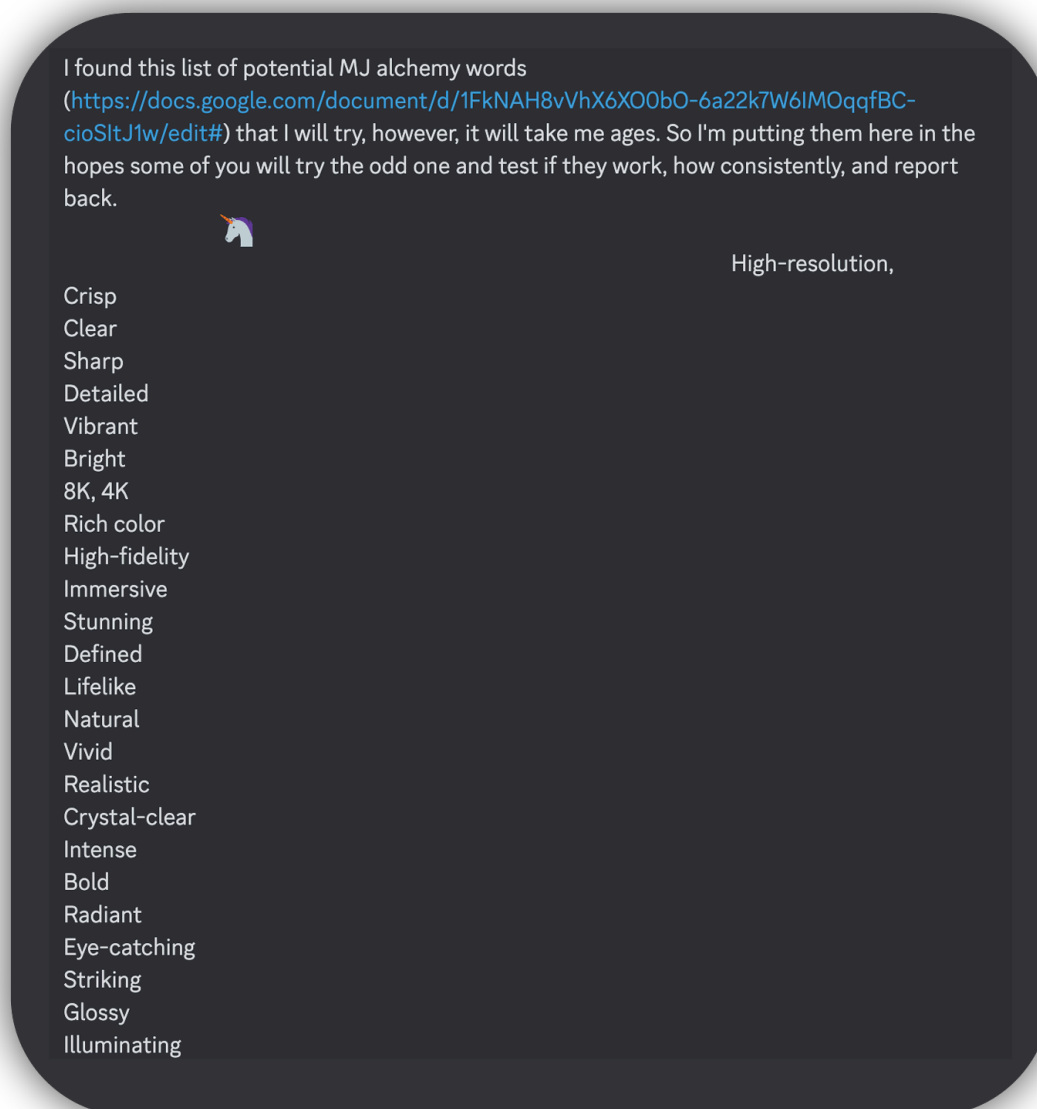 I found this list of potential MJ alchemy words
(https://docs.google.com/document/d/1FkNAH8vVhX6XO0bO-6a22k7W6IMOqqfBC-
cioSItJ1w/edit#) that I will try, however, it will take me ages. So I'm putting them here in the
hopes some of you will try the odd one and test if they work, how consistently, and report
back.
🦄
High-resolution,
Crisp
Clear
Sharp
Detailed
Vibrant
Bright
8K, 4K
Rich color
High-fidelity
Immersive
Stunning
Defined
Lifelike
Natural
Vivid
Realistic
Crystal-clear
Intense
Bold
Radiant
Eye-catching
Striking
Glossy
Illuminating